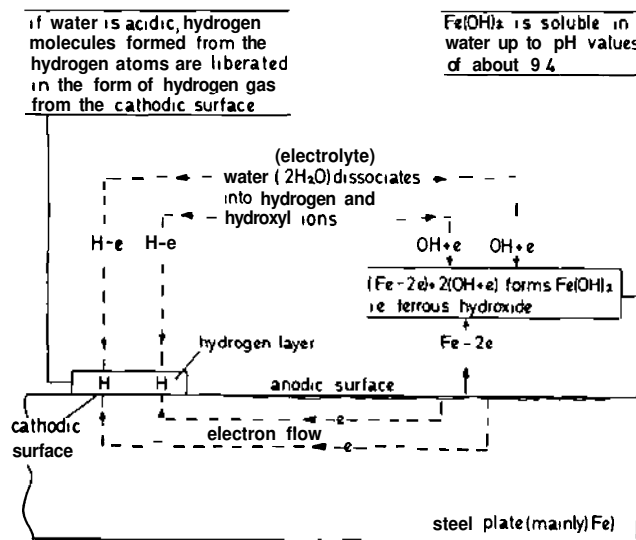 if water is acidic, hydrogen
molecules formed from the
hydrogen atoms are liberated
in the form of hydrogen gas
from the cathodic surface
Fe(OH)₂ is soluble in
water up to pH values
of about 9 4
(electrolyte)
water (2H₂O) dissociates
into hydrogen and
hydroxyl ions
H-e H-e
OH+e OH+e
(Fe-2e)+2(OH+e) forms Fe(OH)₂
ie ferrous hydroxide
Fe-2e
hydrogen layer
H H
anodic surface
cathodic
surface
e
electron flow
e
steel plate(mainly)Fe)